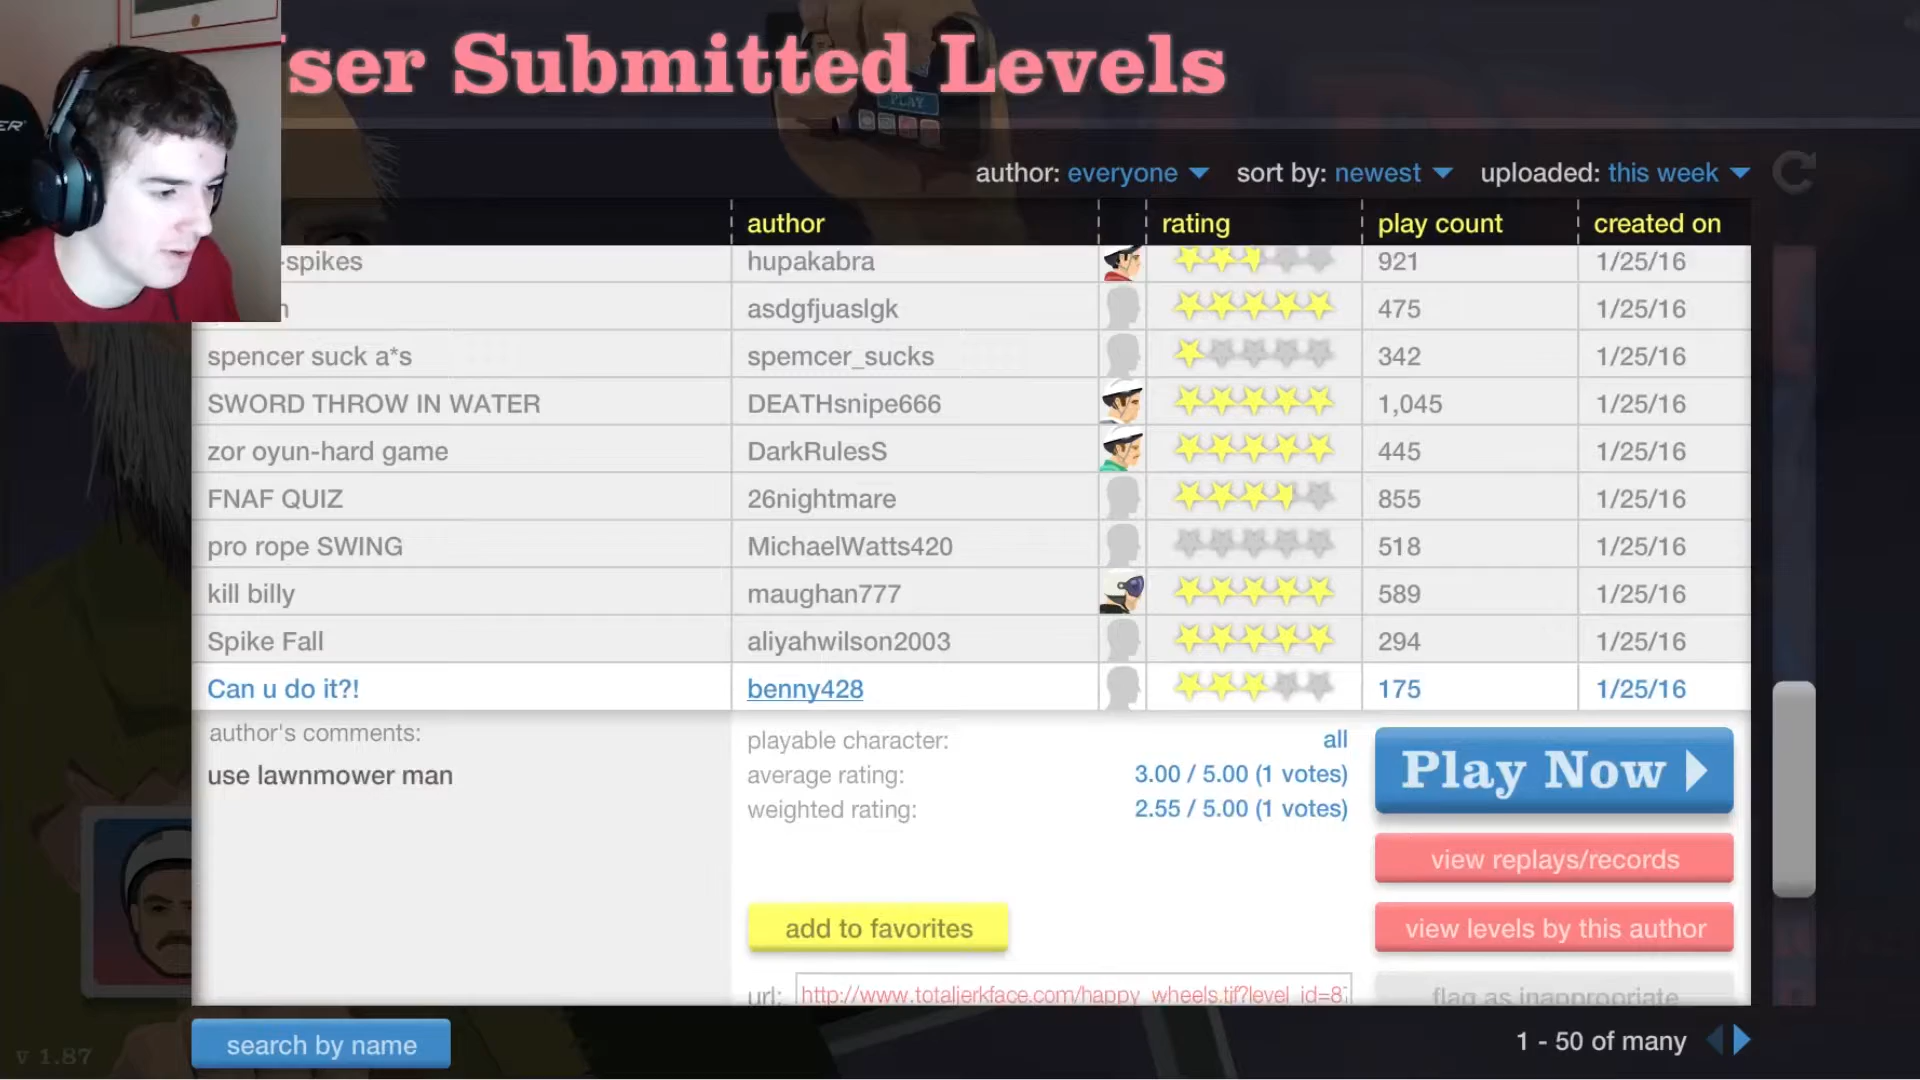 ser Submitted Levels
PLAY
author: everyone sort by: newest uploaded: this week
author rating play count created on
-spikes hupakabra 921 1/25/16
asdgfjuaslgk 475 1/25/16
spencer suck a*s spemcer_sucks 342 1/25/16
SWORD THROW IN WATER DEATHsnipe666 1,045 1/25/16
zor oyun-hard game DarkRulesS 445 1/25/16
FNAF QUIZ 26nightmare 855 1/25/16
pro rope SWING MichaelWatts420 518 1/25/16
kill billy maughan777 589 1/25/16
Spike Fall aliyahwilson2003 294 1/25/16
Can u do it?! benny428 175 1/25/16
author's comments:
use lawnmower man
playable character: all
average rating: 3.00 / 5.00 (1 votes)
weighted rating: 2.55 / 5.00 (1 votes)
Play Now
view replays/records
add to favorites
view levels by this author
url: http://www.totaljerkface.com/happy_wheels.tjf?level_id=8
flag as inappropriate
search by name
1 - 50 of many
v 1.87